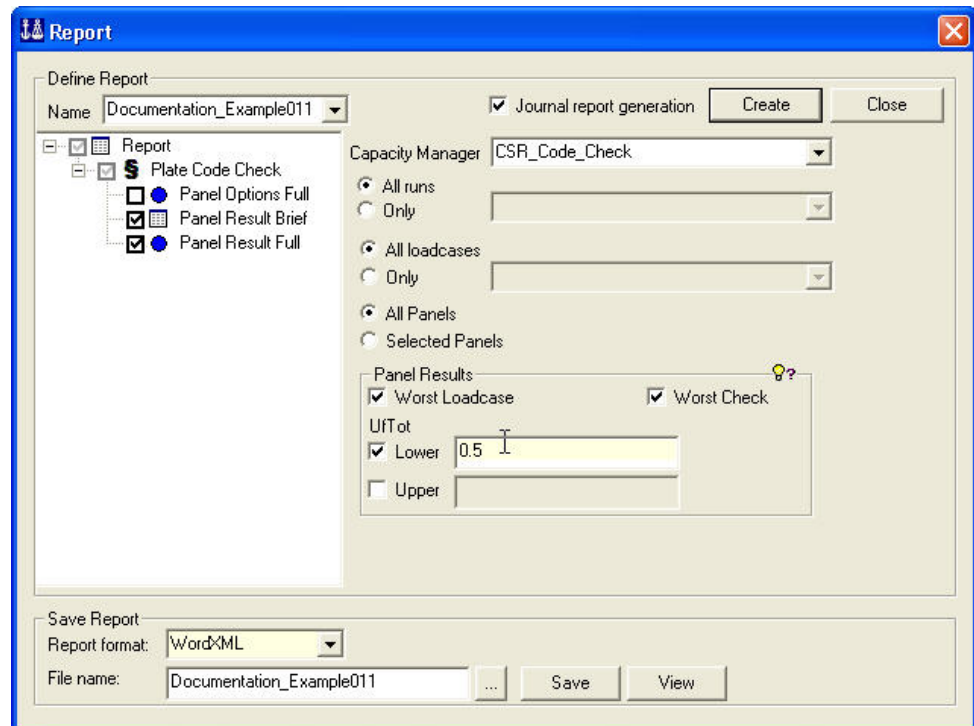 Report
Define Report
Name Documentation_Example011
Journal report generation Create Close
Report
Plate Code Check
Panel Options Full
Panel Result Brief
Panel Result Full
Capacity Manager CSR_Code_Check
All runs
Only
All loadcases
Only
All Panels
Selected Panels
Panel Results
Worst Loadcase Worst Check
UfTot
Lower 0.5
Upper
Save Report
Report format: WordXML
File name: Documentation_Example011 ... Save View